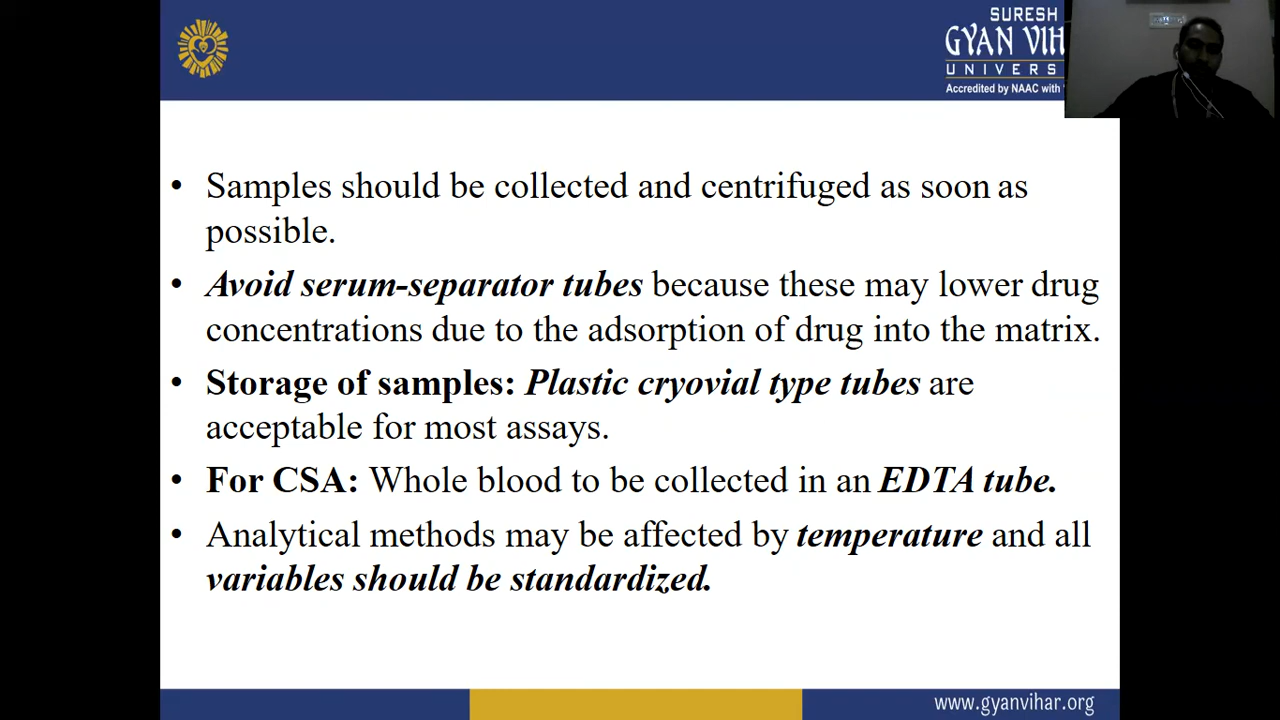 SURESH
GYAN VIH
UNIVERS
Accredited by NAAC with
• Samples should be collected and centrifuged as soon as
possible.
• Avoid serum-separator tubes because these may lower drug
concentrations due to the adsorption of drug into the matrix.
• Storage of samples: Plastic cryovial type tubes are
acceptable for most assays.
• For CSA: Whole blood to be collected in an EDTA tube.
• Analytical methods may be affected by temperature and all
variables should be standardized.
www.gyanvihar.org